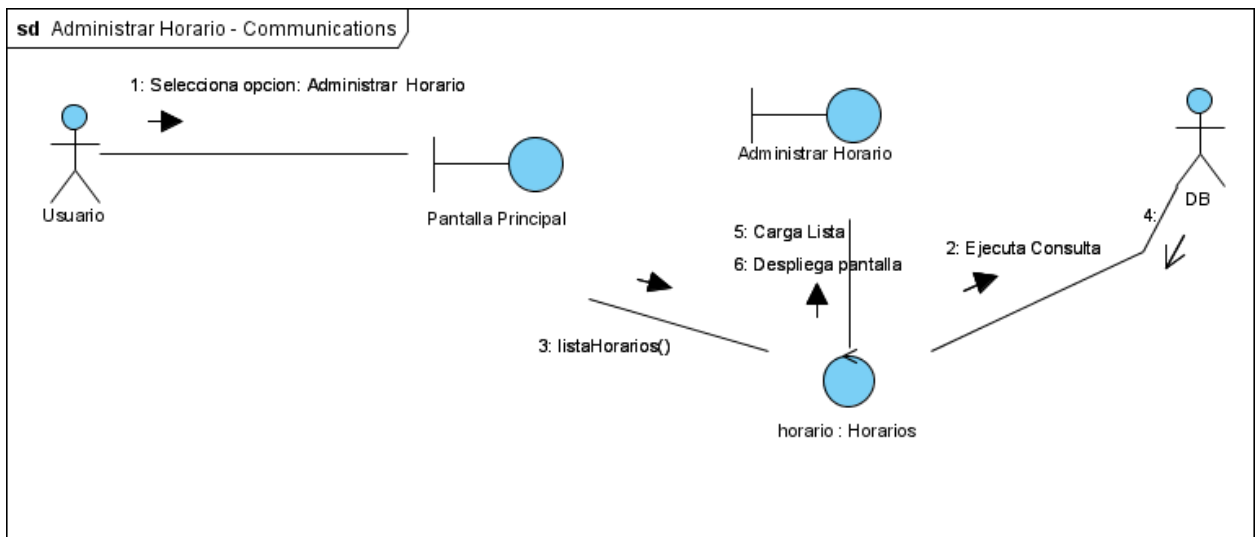 sd Administrar Horario - Communications
1: Selecciona opcion: Administrar Horario
Usuario
Pantalla Principal
Administrar Horario
DB
4:
5: Carga Lista
6: Despliega pantalla
2: Ejecuta Consulta
3: listaHorarios()
horario : Horarios